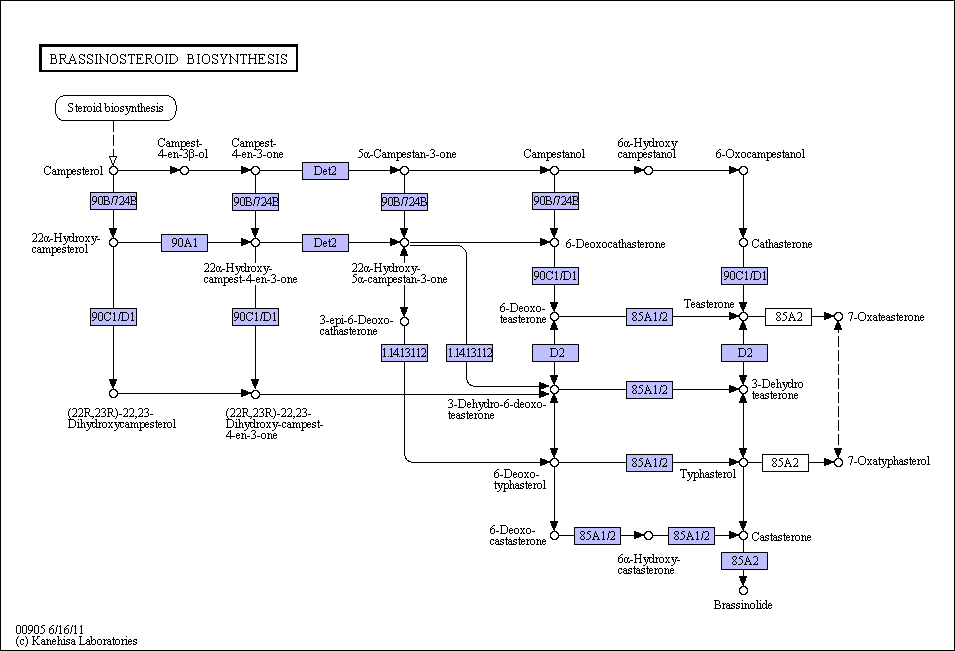 BRASSINOSTEROID BIOSYNTHESIS
Steroid biosynthesis
Campest-
4-en-3β-ol
Campest-
4-en-3-one
5α-Campestan-3-one
Campestanol
6α-Hydroxy
campestanol
6-Oxocampestanol
Campesterol
Det2
90B/724B
90B/724B
90B/724B
90B/724B
22α-Hydroxy-
campesterol
90A1
Det2
6-Deoxocathasterone
Cathasterone
22α-Hydroxy-
campest-4-en-3-one
22α-Hydroxy-
5α-campestan-3-one
90C1/D1
90C1/D1
90C1/D1
90C1/D1
3-epi-6-Deoxo-
cathasterone
6-Deoxo-
teasterone
85A1/2
Teasterone
85A2
7-Oxateasterone
1.14.13.112
1.14.13.112
D2
D2
85A1/2
3-Dehydro
teasterone
(22R,23R)-22,23-
Dihydroxycampesterol
(22R,23R)-22,23-
Dihydroxy-campest-
4-en-3-one
3-Dehydro-6-deoxo-
teasterone
6-Deoxo-
typhasterol
85A1/2
Typhasterol
85A2
7-Oxatyphasterol
6-Deoxo-
castasterone
85A1/2
85A1/2
Castasterone
6α-Hydroxy-
castasterone
85A2
Brassinolide
00905 6/16/11
(c) Kanehisa Laboratories